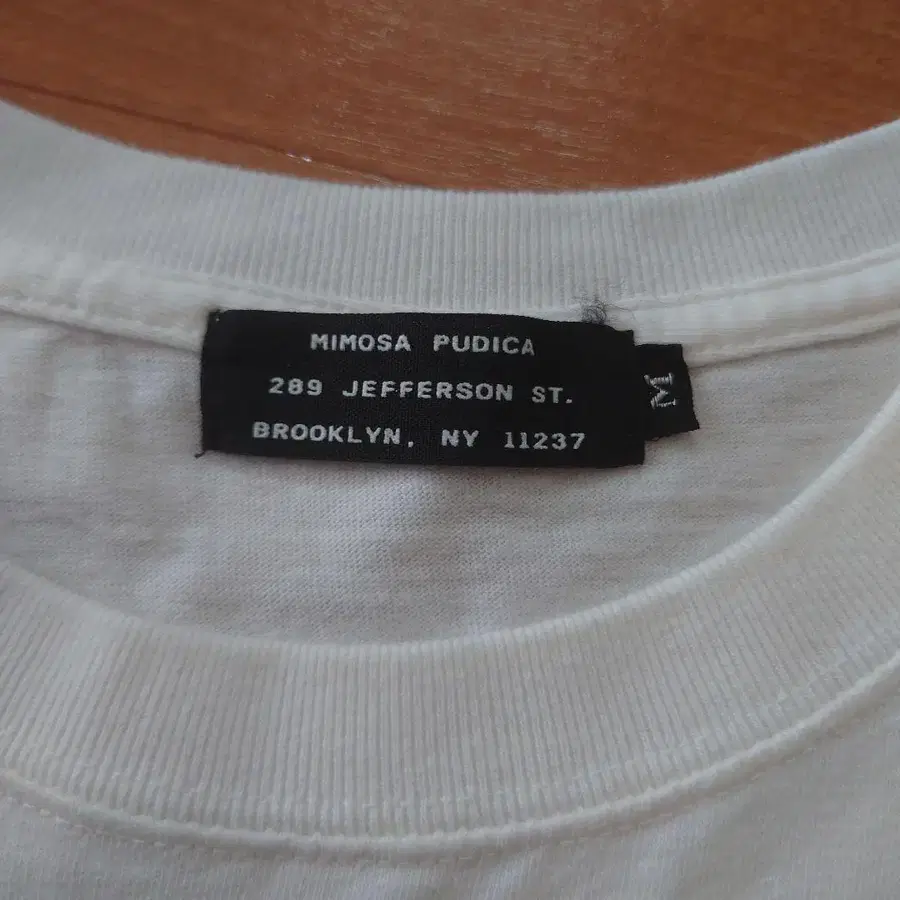 MIMOSA PUDICA
289 JEFFERSON ST.
BROOKLYN, NY 11237
M